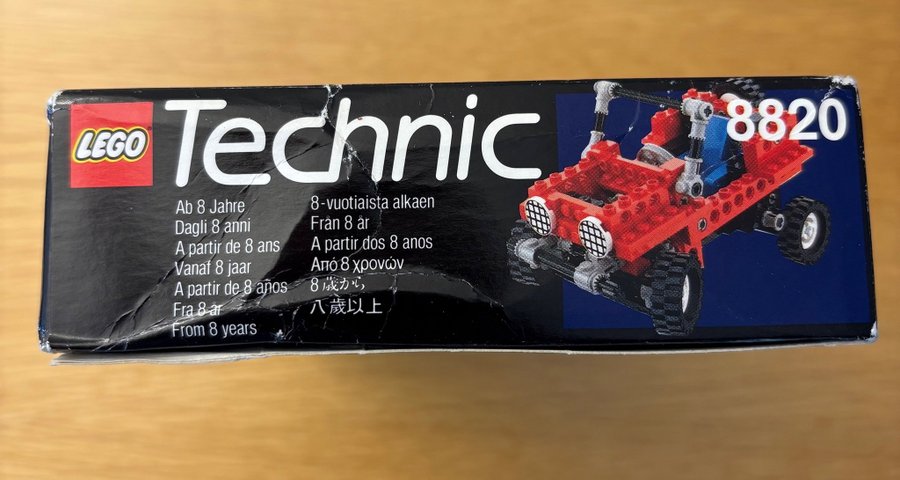 LEGO
Technic
8820
Ab 8 Jahre
Dagli 8 anni
A partir de 8 ans
Vanaf 8 jaar
A partir de 8 años
Fra 8 år
From 8 years
8-vuotiaista alkaen
Från 8 år
A partir dos 8 anos
Από 8 χρονών
8歳から
八歲以上